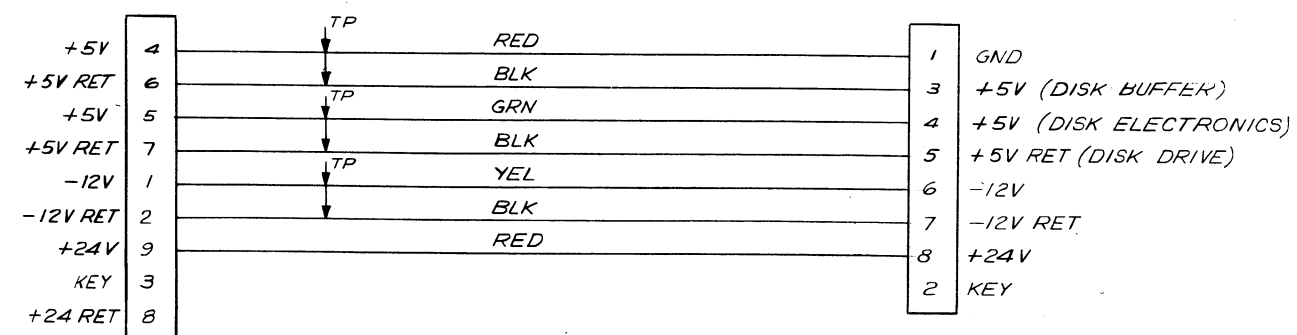 TP
+5V 4 RED 1 GND
+5V RET 6 BLK 3 +5V (DISK BUFFER)
TP
+5V 5 GRN 4 +5V (DISK ELECTRONICS)
+5V RET 7 BLK 5 +5V RET (DISK DRIVE)
TP
-12V 1 YEL 6 -12V
-12V RET 2 BLK 7 -12V RET
+24V 9 RED 8 +24V
KEY 3 2 KEY
+24 RET 8